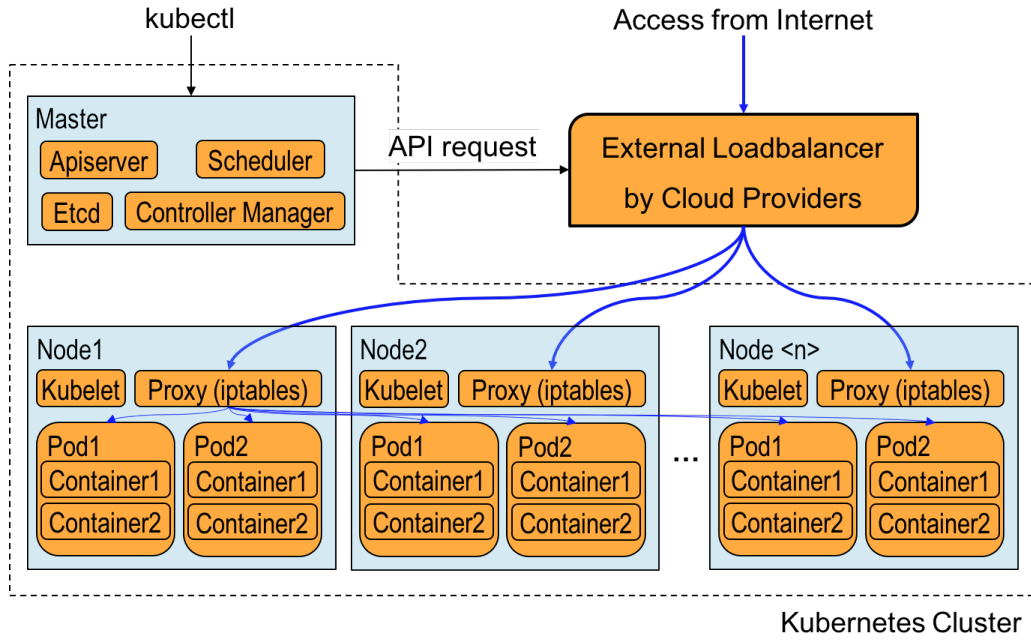 kubectl
Access from Internet
Master
Apiserver
Scheduler
Etcd
Controller Manager
API request
External Loadbalancer
by Cloud Providers
Node1
Kubelet
Proxy (iptables)
Pod1
Container1
Container2
Pod2
Container1
Container2
Node2
Kubelet
Proxy (iptables)
Pod1
Container1
Container2
Pod2
Container1
Container2
...
Node <n>
Kubelet
Proxy (iptables)
Pod1
Container1
Container2
Pod2
Container1
Container2
Kubernetes Cluster